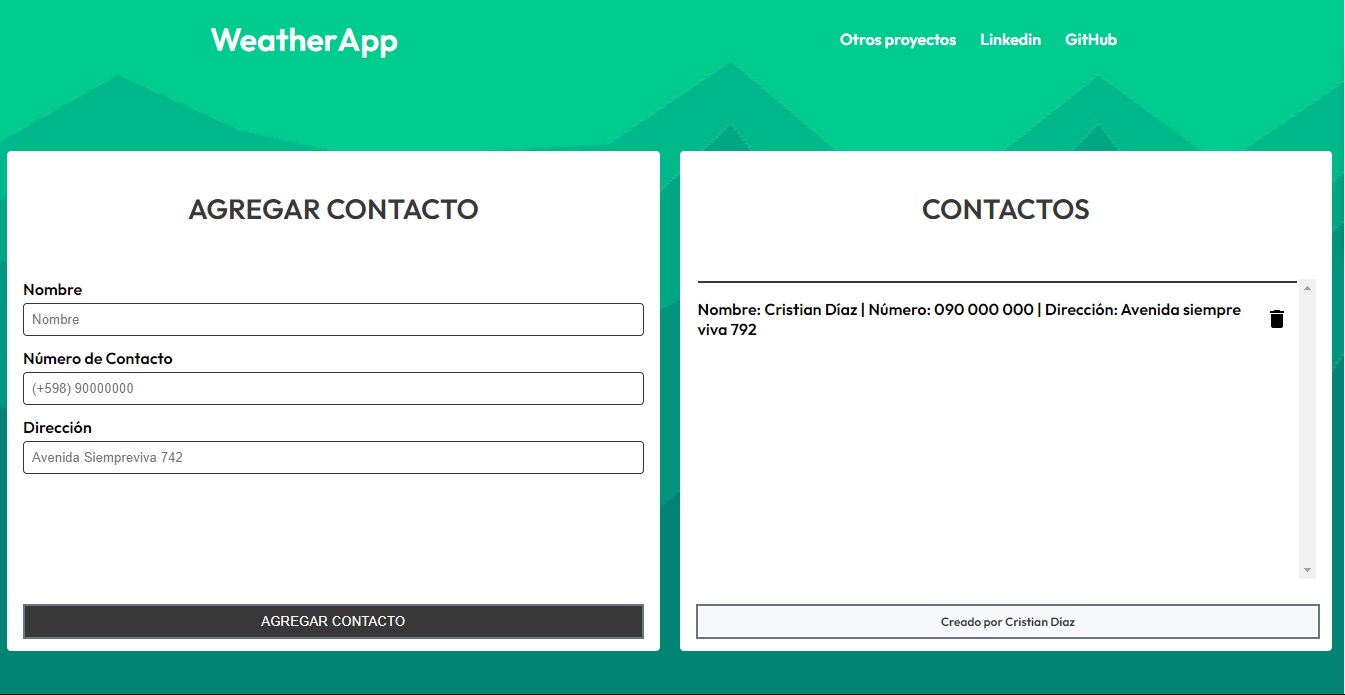 WeatherApp
Otros proyectos Linkedin GitHub
AGREGAR CONTACTO
Nombre
Nombre
Número de Contacto
(+598) 90000000
Dirección
Avenida Siempreviva 742
AGREGAR CONTACTO
CONTACTOS
Nombre: Cristian Díaz | Número: 090 000 000 | Dirección: Avenida siempre
viva 792
Creado por Cristian Diaz